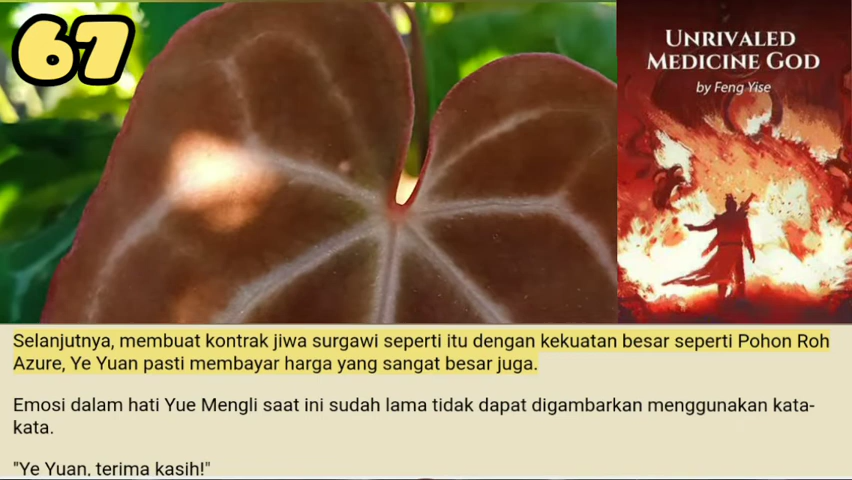 67
UNRIVALED
MEDICINE GOD
by Feng Yise
Selanjutnya, membuat kontrak jiwa surgawi seperti itu dengan kekuatan besar seperti Pohon Roh
Azure, Ye Yuan pasti membayar harga yang sangat besar juga.
Emosi dalam hati Yue Mengli saat ini sudah lama tidak dapat digambarkan menggunakan kata-
kata.
"Ye Yuan, terima kasih!"